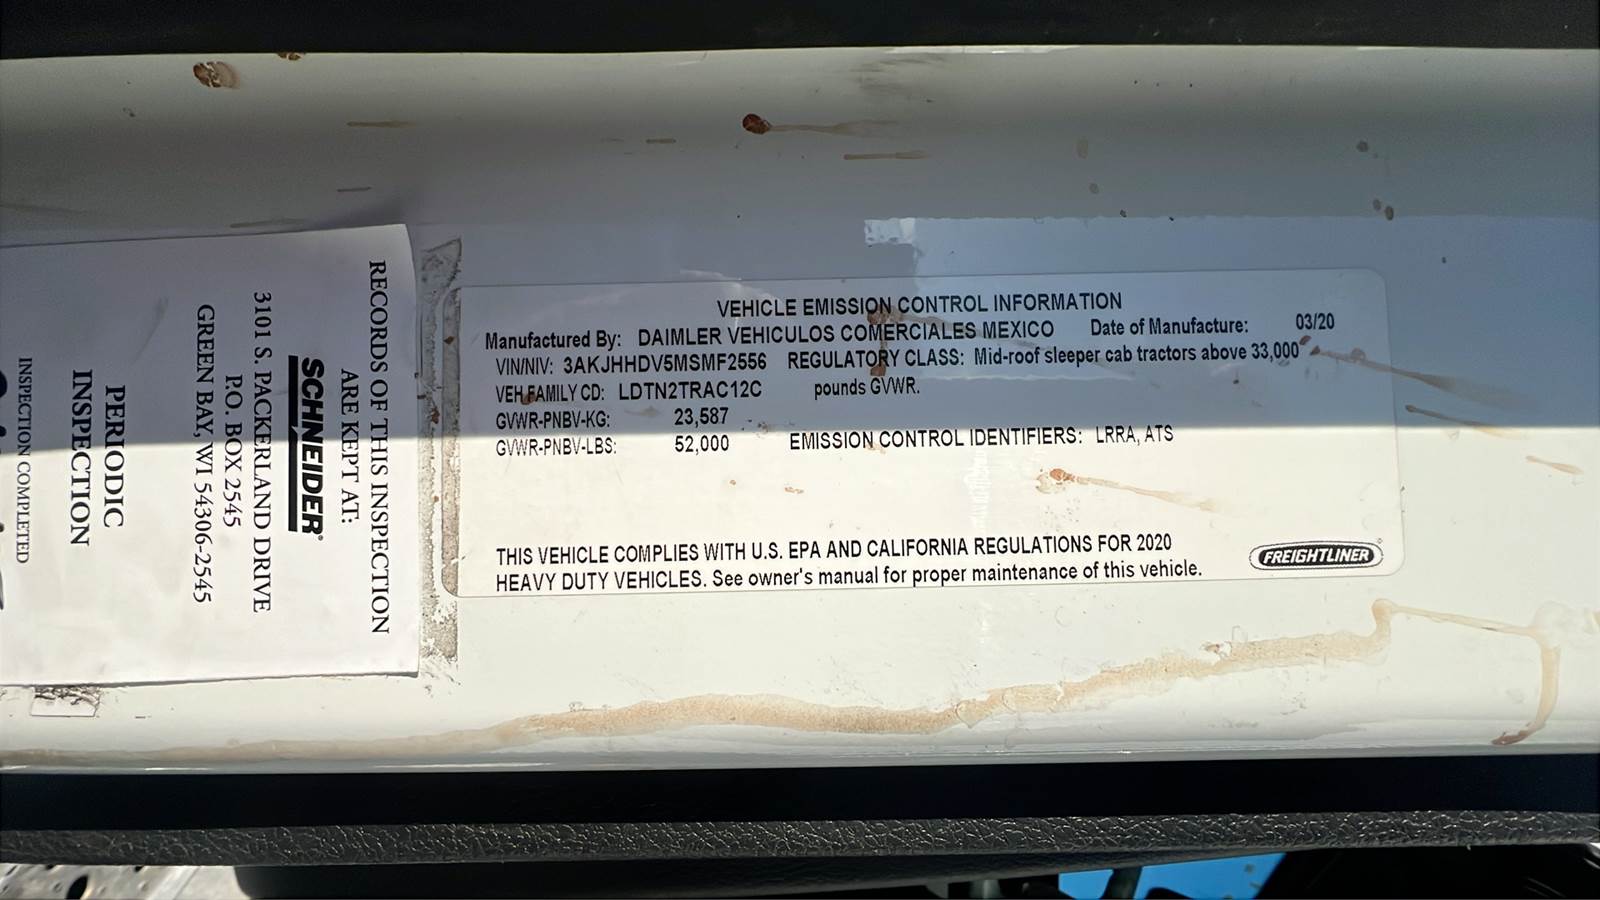 VEHICLE EMISSION CONTROL INFORMATION
Manufactured By: DAIMLER VEHICULOS COMERCIALES MEXICO Date of Manufacture: 03/20
VIN/NIV: 3AKJHHDV5MSMF2556 REGULATORY CLASS: Mid-roof sleeper cab tractors above 33,000
VEH FAMILY CD: LDTN2TRAC12C pounds GVWR.
GVWR-PNBV-KG: 23,587
GVWR-PNBV-LBS: 52,000 EMISSION CONTROL IDENTIFIERS: LRRA, ATS
THIS VEHICLE COMPLIES WITH U.S. EPA AND CALIFORNIA REGULATIONS FOR 2020
HEAVY DUTY VEHICLES. See owner's manual for proper maintenance of this vehicle.
FREIGHTLINER
RECORDS OF THIS INSPECTION
ARE KEPT AT:
SCHNEIDER®
3101 S. PACKERLAND DRIVE
P.O. BOX 2545
GREEN BAY, WI 54306-2545
PERIODIC
INSPECTION
INSPECTION COMPLETED